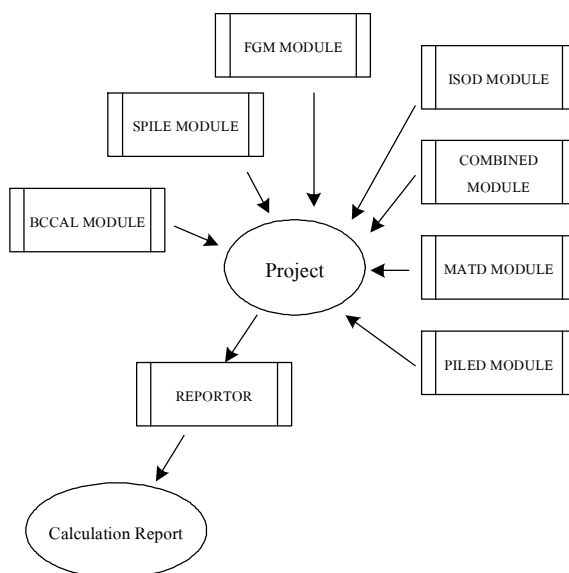 FGM MODULE
ISOD MODULE
SPILE MODULE
COMBINED
MODULE
BCCAL MODULE
Project
MATD MODULE
PILED MODULE
REPORTOR
Calculation Report